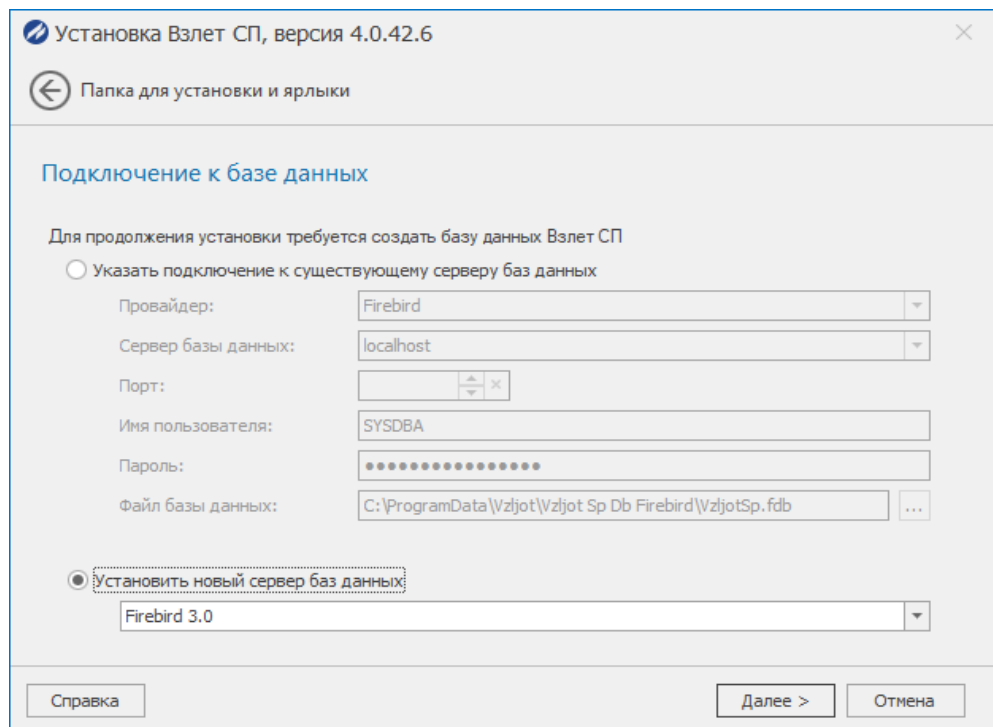 Установка Взлет СП, версия 4.0.42.6
Папка для установки и ярлыки
Подключение к базе данных
Для продолжения установки требуется создать базу данных Взлет СП
Указать подключение к существующему серверу баз данных
Провайдер: Firebird
Сервер базы данных: localhost
Порт:
Имя пользователя: SYSDBA
Пароль: ●●●●●●●●●●●●●●●●
Файл базы данных: C:\ProgramData\Vzljot\Vzljot Sp Db Firebird\VzljotSp.fdb ...
Установить новый сервер баз данных
Firebird 3.0
Справка Далее > Отмена